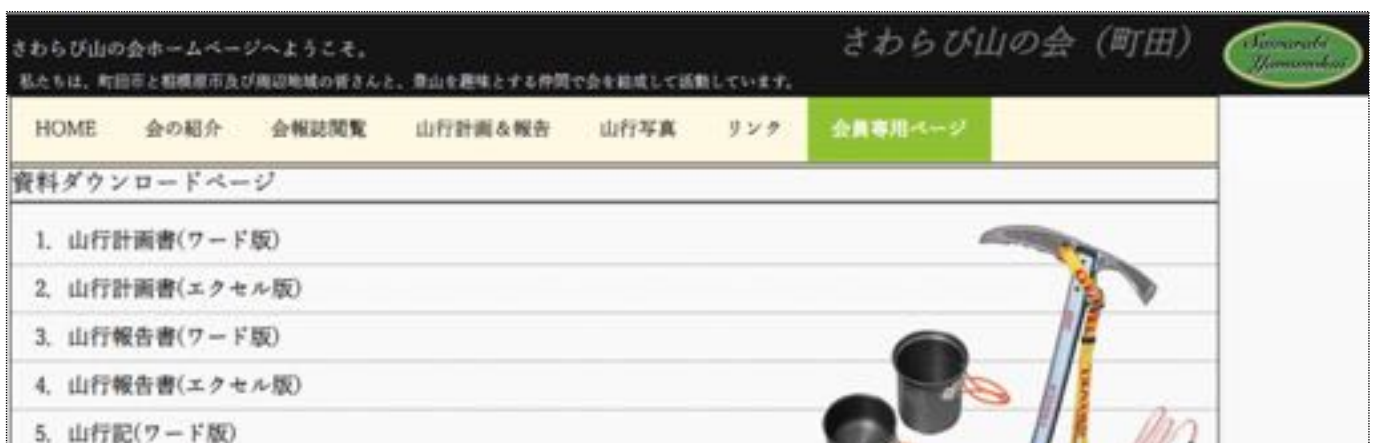 さわらび山の会ホームページへようこそ。
さわらび山の会（町田）
Sawarabi
Yamanokai
私たちは、町田市と相模原市及び周辺地域の皆さんと、登山を趣味とする仲間で会を結成して活動しています。
HOME 会の紹介 会報誌閲覧 山行計画＆報告 山行写真 リンク 会員専用ページ
資料ダウンロードページ
1. 山行計画書(ワード版)
2. 山行計画書(エクセル版)
3. 山行報告書(ワード版)
4. 山行報告書(エクセル版)
5. 山行記(ワード版)